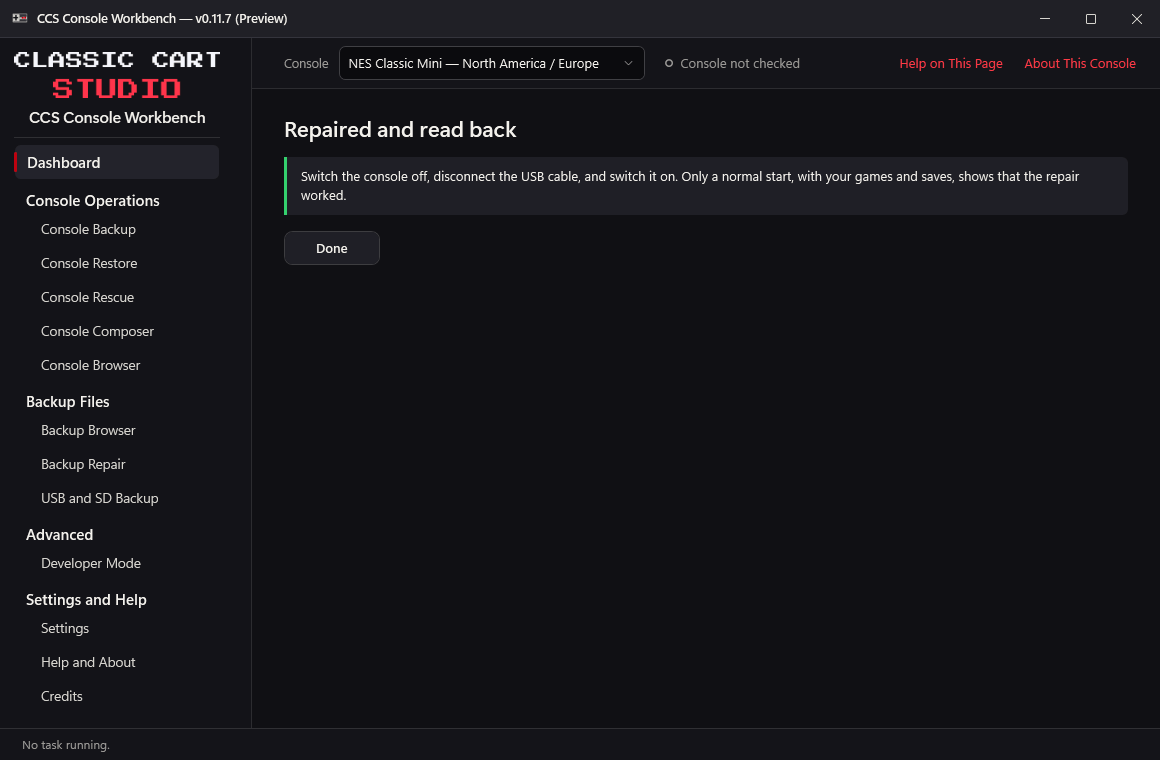 CCS Console Workbench — v0.11.7 (Preview)
CLASSIC CART
STUDIO
CCS Console Workbench
Dashboard
Console Operations
Console Backup
Console Restore
Console Rescue
Console Composer
Console Browser
Backup Files
Backup Browser
Backup Repair
USB and SD Backup
Advanced
Developer Mode
Settings and Help
Settings
Help and About
Credits
Console
NES Classic Mini — North America / Europe
Console not checked
Help on This Page
About This Console
Repaired and read back
Switch the console off, disconnect the USB cable, and switch it on. Only a normal start, with your games and saves, shows that the repair
worked.
Done
No task running.